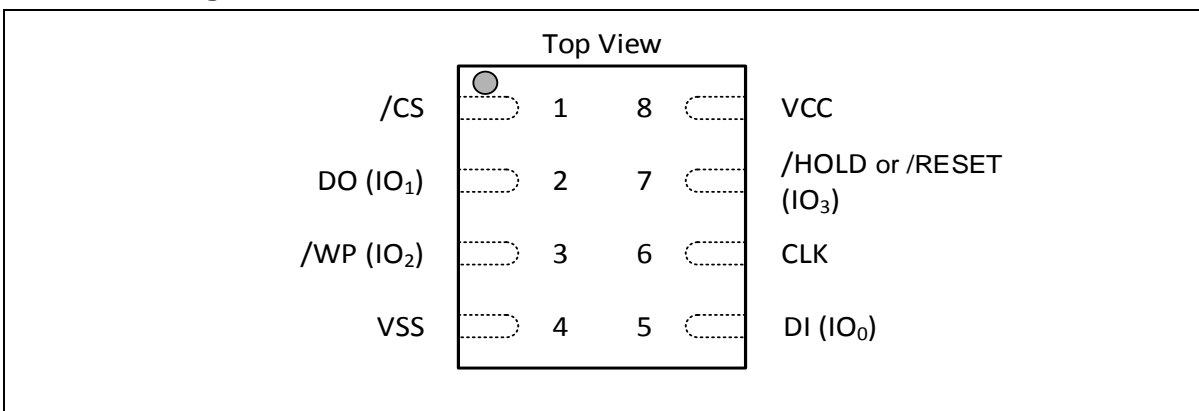 Top View
/CS 1 8 VCC
DO (IO₁) 2 7 /HOLD or /RESET
(IO₃)
/WP (IO₂) 3 6 CLK
VSS 4 5 DI (IO₀)